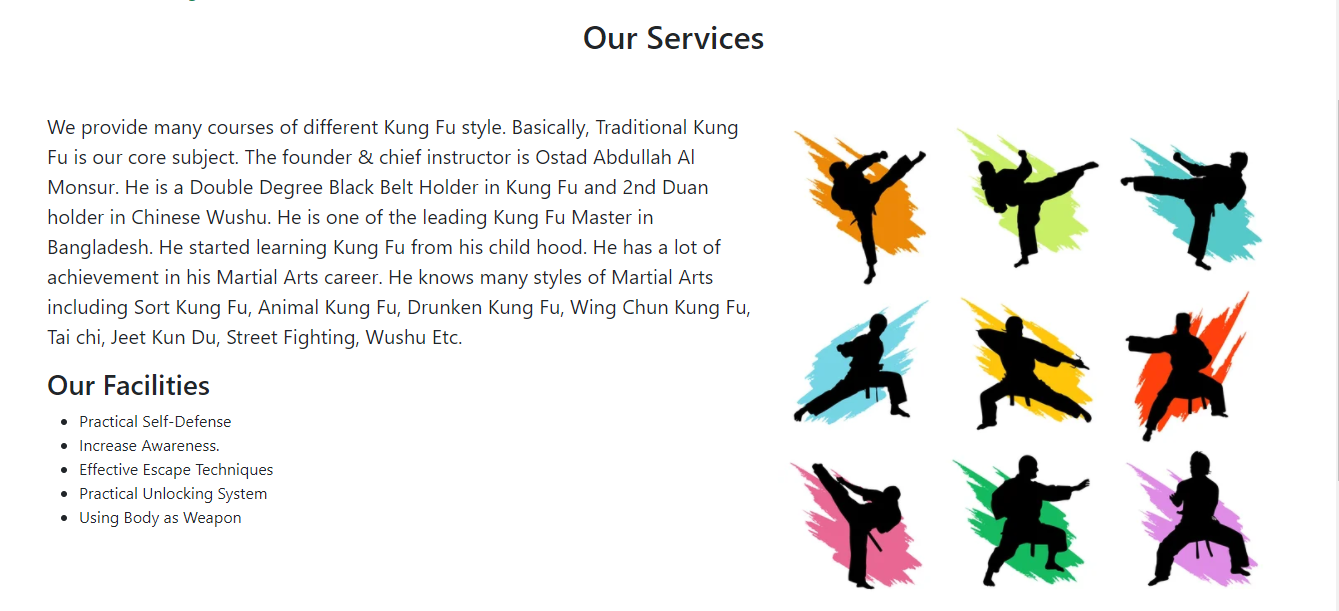 Our Services
We provide many courses of different Kung Fu style. Basically, Traditional Kung
Fu is our core subject. The founder & chief instructor is Ostad Abdullah Al
Monsur. He is a Double Degree Black Belt Holder in Kung Fu and 2nd Duan
holder in Chinese Wushu. He is one of the leading Kung Fu Master in
Bangladesh. He started learning Kung Fu from his child hood. He has a lot of
achievement in his Martial Arts career. He knows many styles of Martial Arts
including Sort Kung Fu, Animal Kung Fu, Drunken Kung Fu, Wing Chun Kung Fu,
Tai chi, Jeet Kun Du, Street Fighting, Wushu Etc.
Our Facilities
Practical Self-Defense
Increase Awareness.
Effective Escape Techniques
Practical Unlocking System
Using Body as Weapon